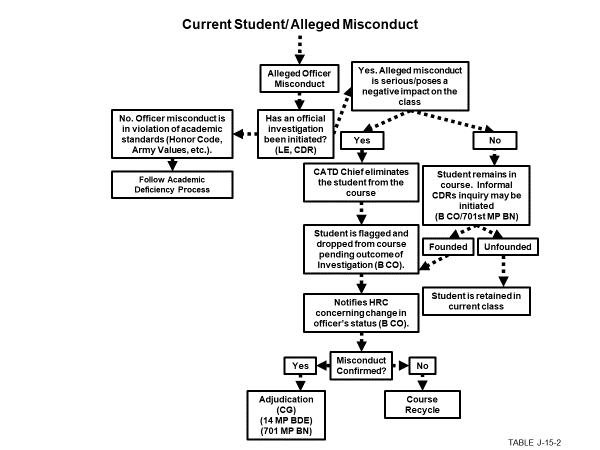 Current Student/Alleged Misconduct
Alleged Officer
Misconduct
Yes. Alleged misconduct
is serious/poses
a negative impact on the
class
No. Officer misconduct is
in violation of academic
standards (Honor Code,
Army Values, etc.).
Has an official
investigation
been initiated?
(LE, CDR)
Yes
No
Follow Academic
Deficiency Process
CATD Chief eliminates
the student from the
course
Student remains in
course. Informal
CDRs inquiry may be
initiated
(B CO/701st MP BN)
Student is flagged and
dropped from course
pending outcome of
Investigation (B CO).
Founded
Unfounded
Notifies HRC
concerning change in
officer's status (B CO).
Student is retained in
current class
Yes
Misconduct
Confirmed?
No
Adjudication
(CG)
(14 MP BDE)
(701 MP BN)
Course
Recycle
TABLE J-15-2